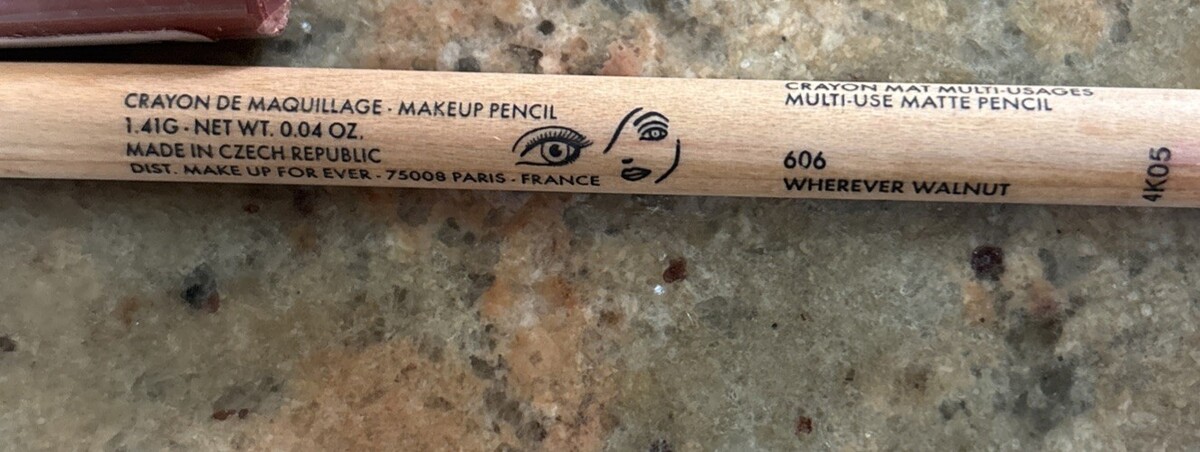 CRAYON DE MAQUILLAGE · MAKEUP PENCIL
1.41G · NET WT. 0.04 OZ.
MADE IN CZECH REPUBLIC
DIST. MAKE UP FOR EVER · 75008 PARIS · FRANCE
CRAYON MAT MULTI-USAGES
MULTI-USE MATTE PENCIL
606
WHEREVER WALNUT
4K05